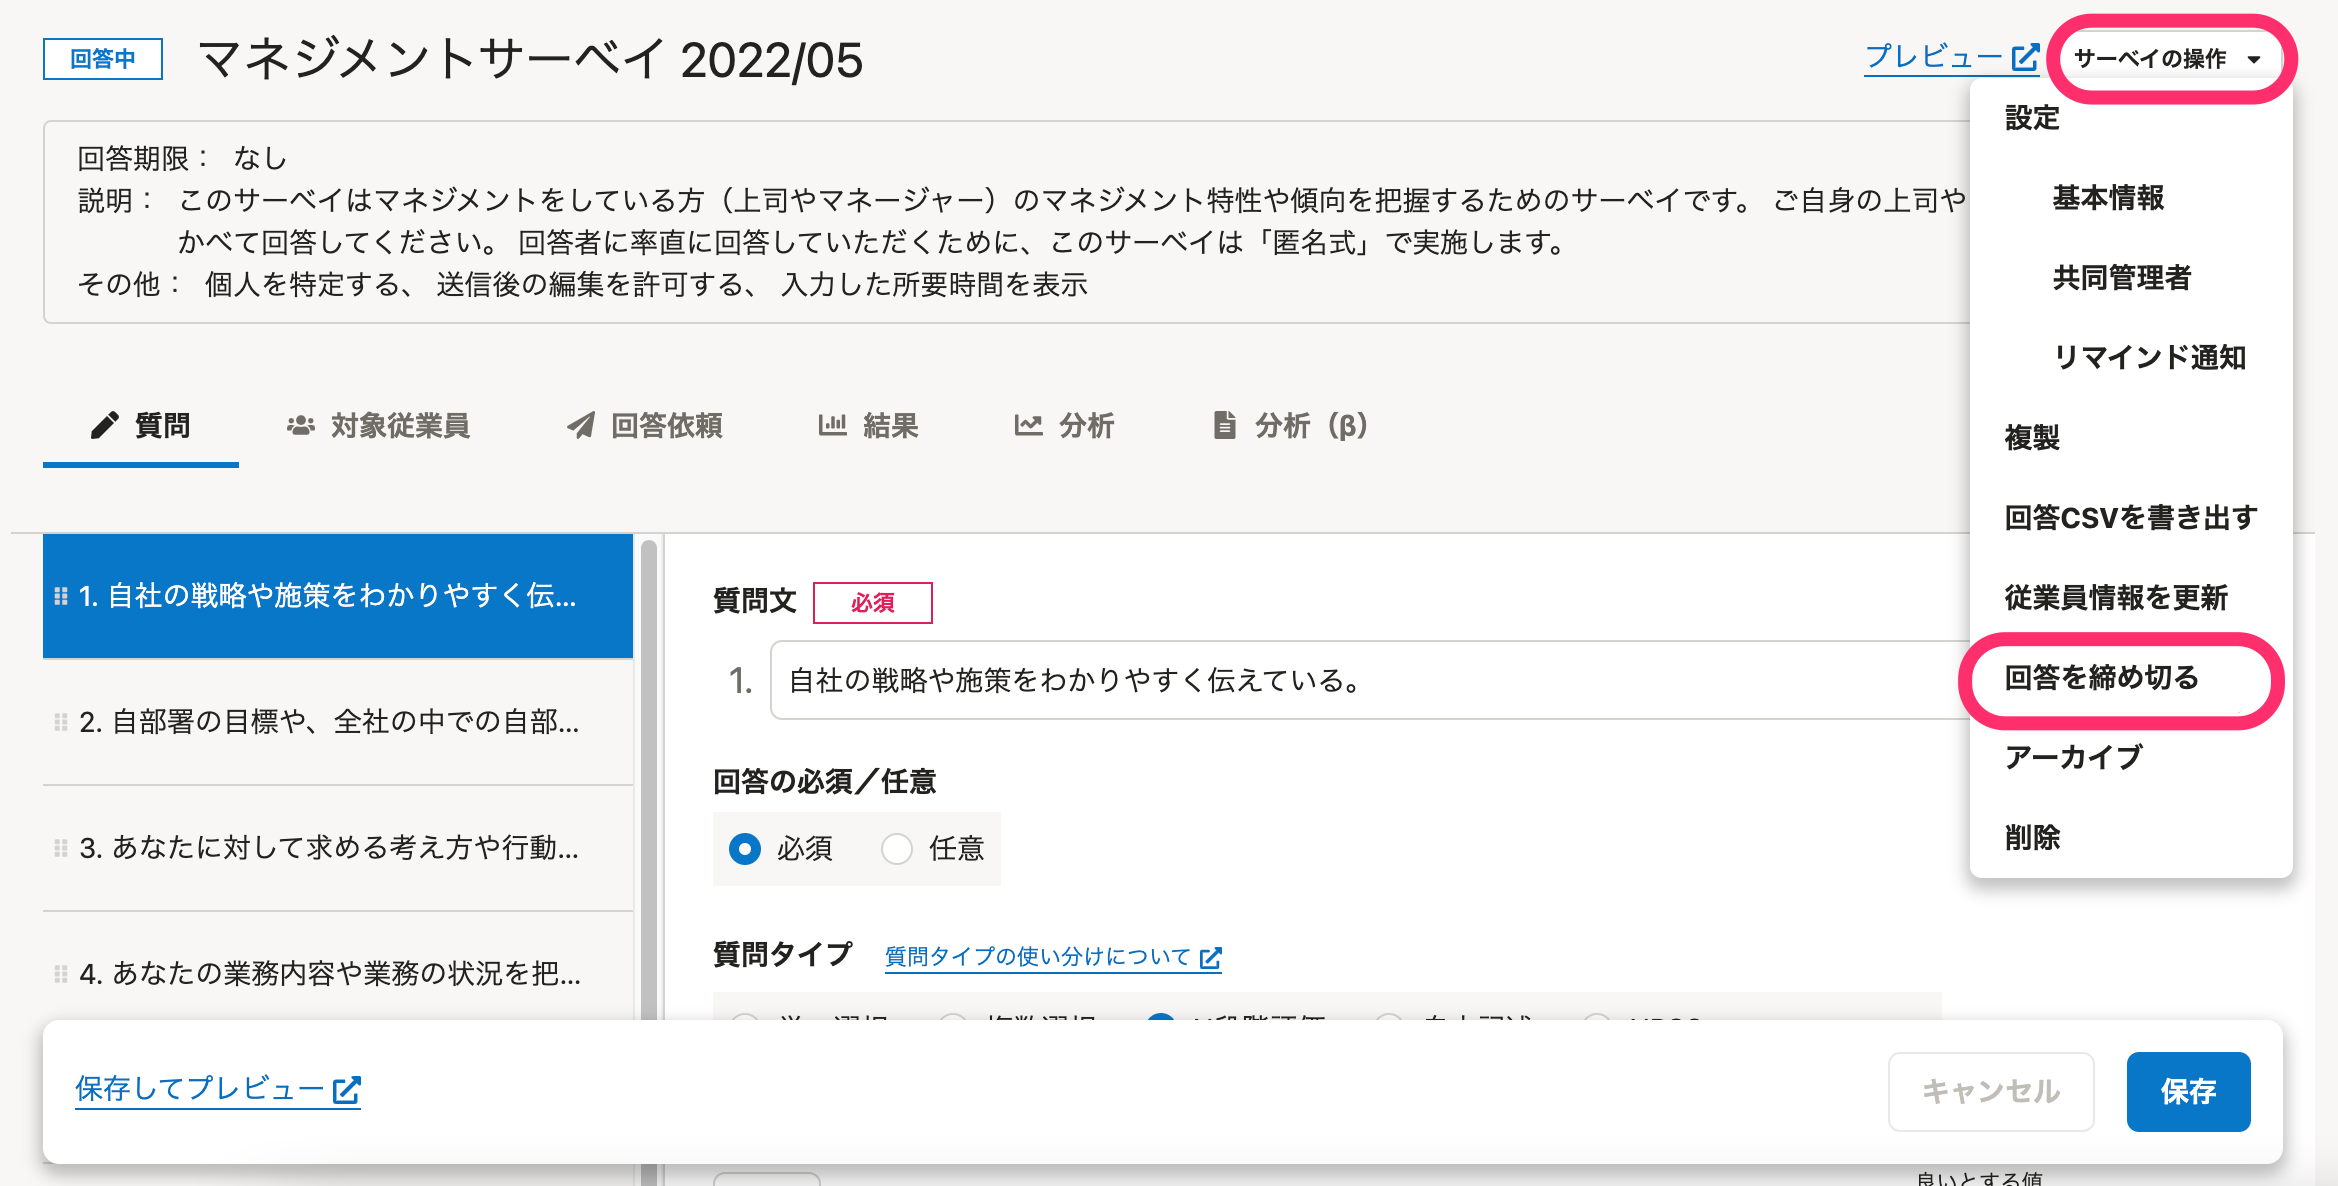 回答中
マネジメントサーベイ 2022/05
プレビュー
サーベイの操作
回答期限： なし
説明： このサーベイはマネジメントをしている方（上司やマネージャー）のマネジメント特性や傾向を把握するためのサーベイです。 ご自身の上司や
かべて回答してください。 回答者に率直に回答していただくために、このサーベイは「匿名式」で実施します。
その他： 個人を特定する、 送信後の編集を許可する、 入力した所要時間を表示
設定
基本情報
共同管理者
リマインド通知
複製
回答CSVを書き出す
従業員情報を更新
回答を締め切る
アーカイブ
削除
質問
対象従業員
回答依頼
結果
分析
分析（β）
1. 自社の戦略や施策をわかりやすく伝...
2. 自部署の目標や、全社の中での自部...
3. あなたに対して求める考え方や行動...
4. あなたの業務内容や業務の状況を把...
質問文 必須
1. 自社の戦略や施策をわかりやすく伝えている。
回答の必須／任意
必須 任意
質問タイプ 質問タイプの使い分けについて
保存してプレビュー
キャンセル
保存
良いとする値